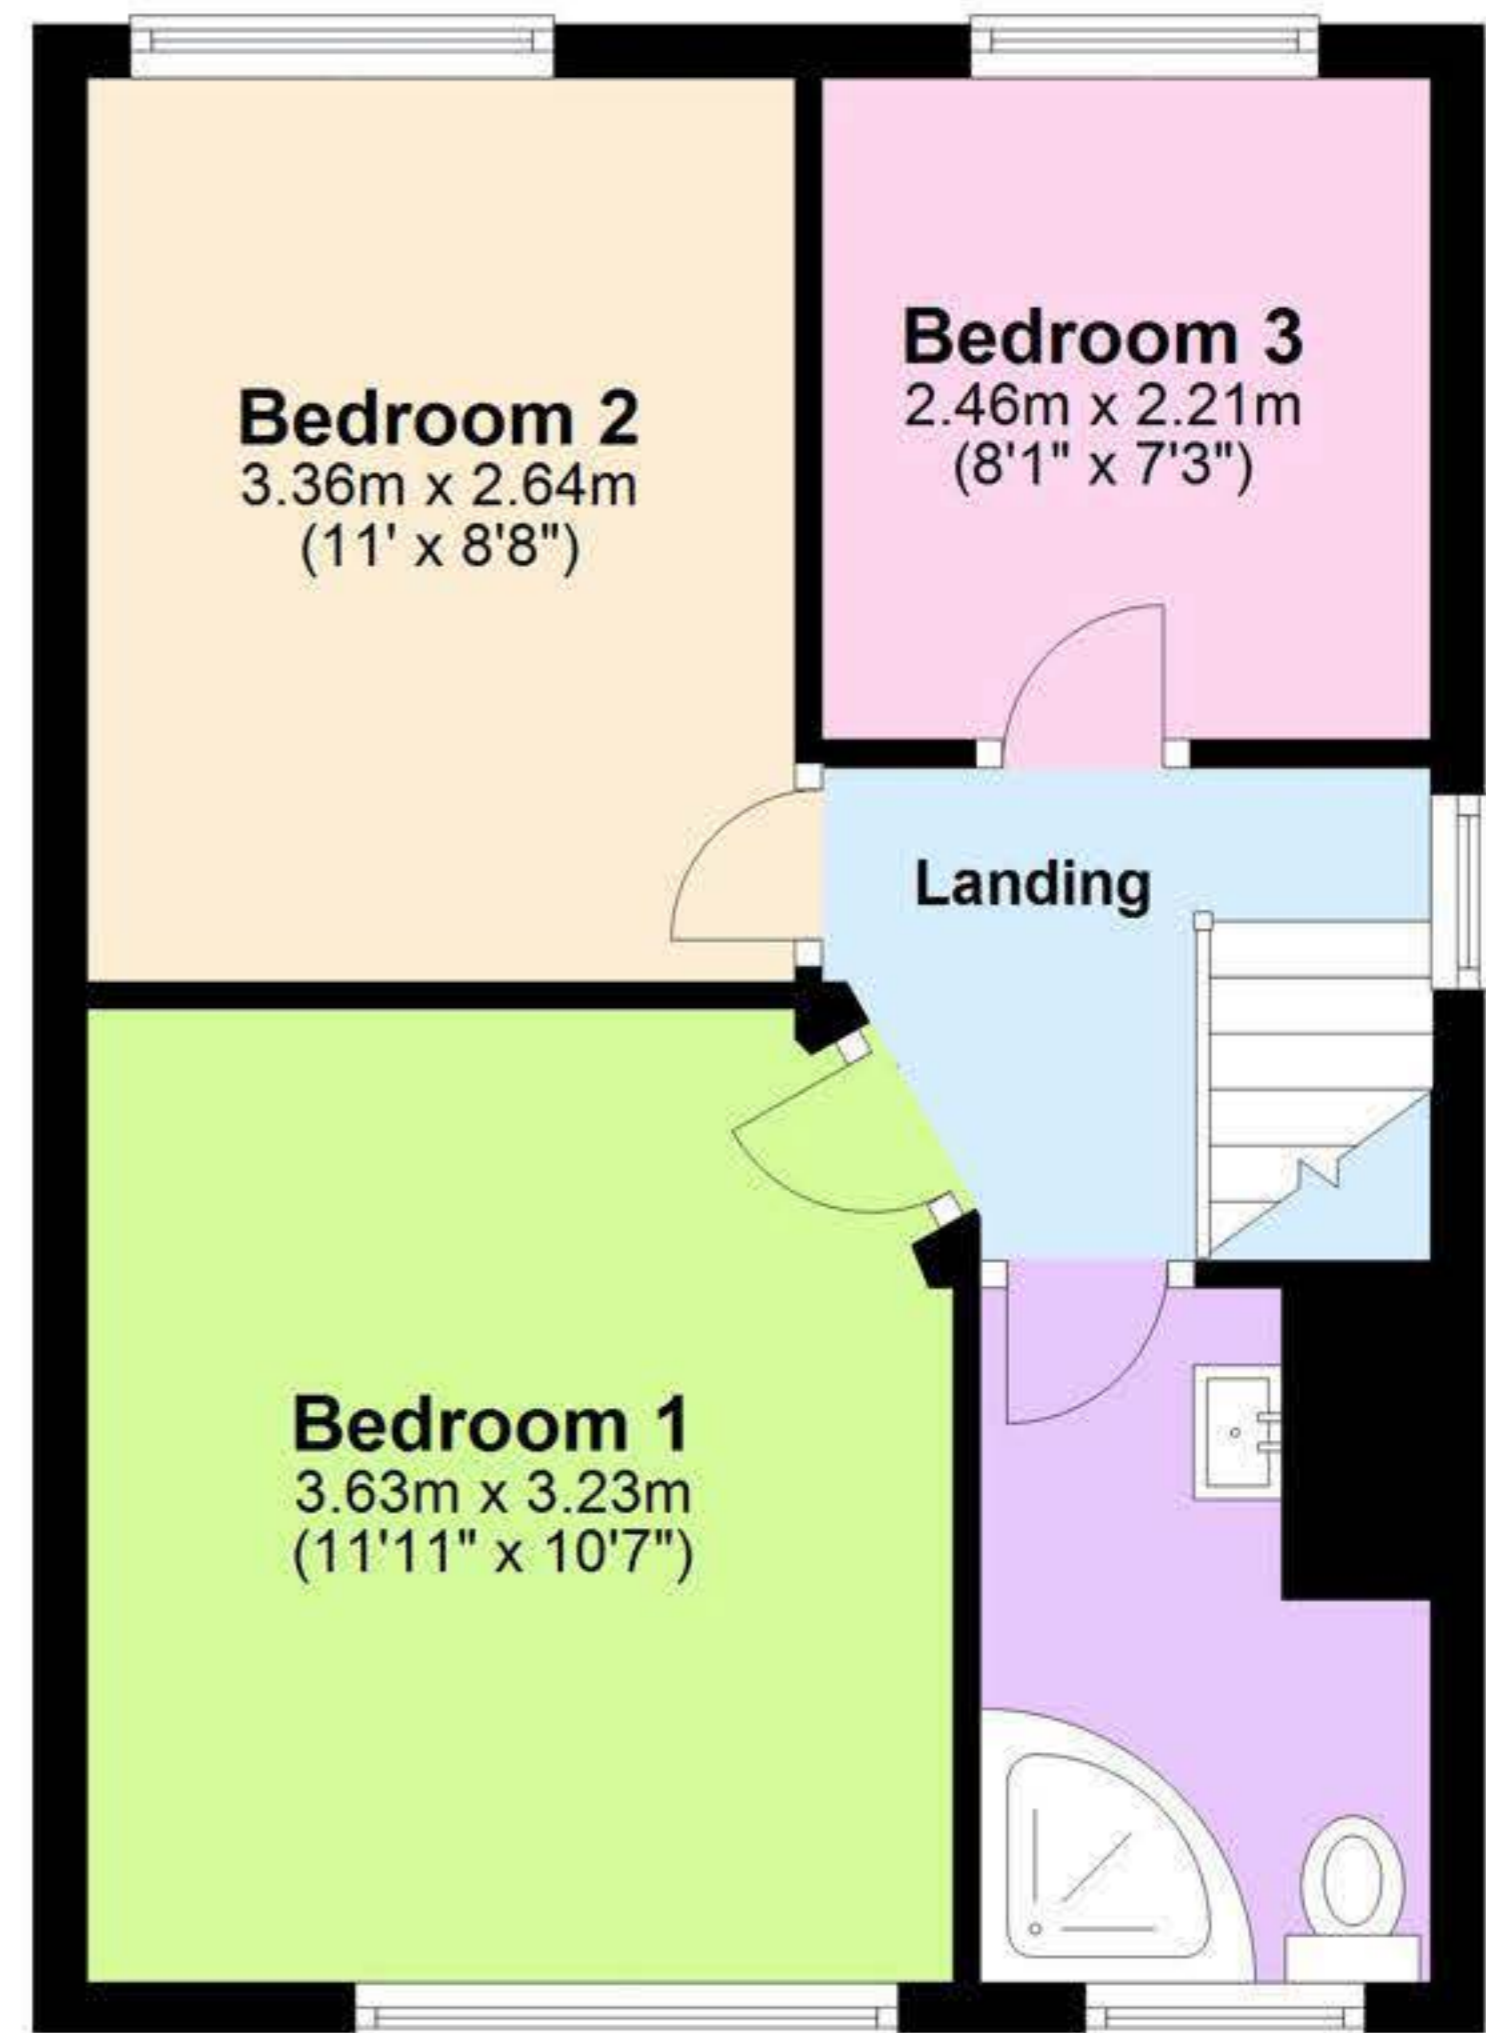 Bedroom 2
3.36m x 2.64m
(11' x 8'8")
Bedroom 3
2.46m x 2.21m
(8'1" x 7'3")
Landing
Bedroom 1
3.63m x 3.23m
(11'11" x 10'7")